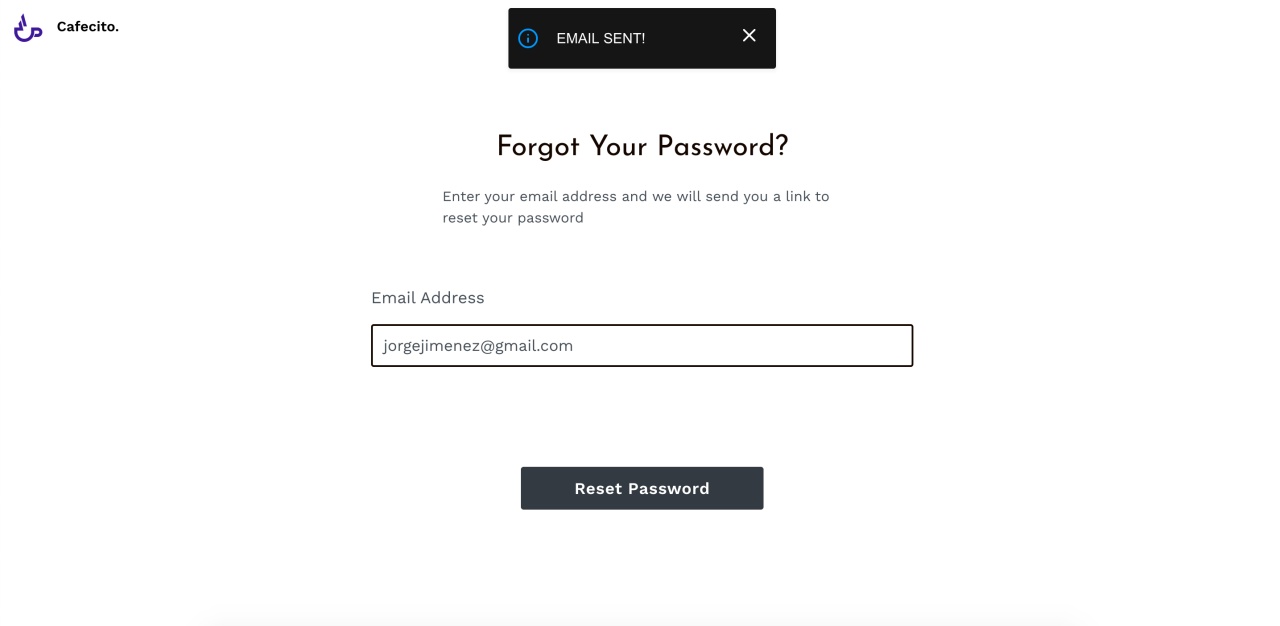 Cafecito.
EMAIL SENT!
Forgot Your Password?
Enter your email address and we will send you a link to
reset your password
Email Address
jorgejimenez@gmail.com
Reset Password